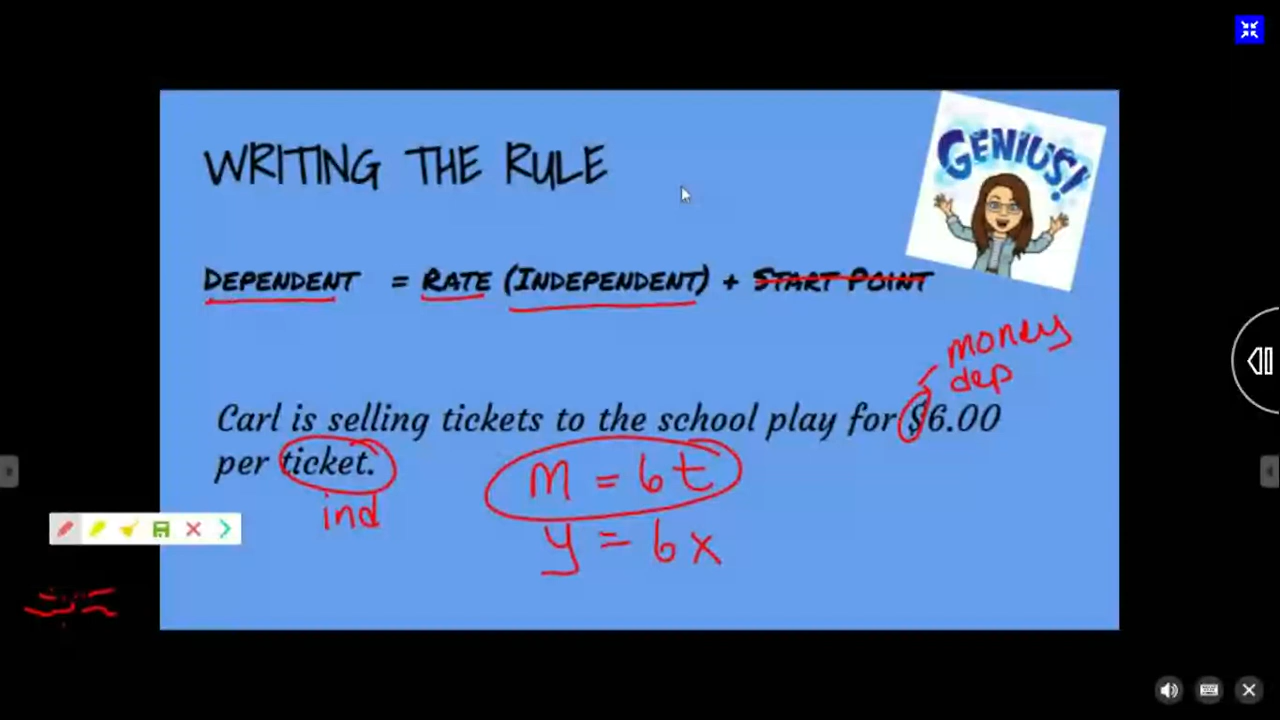 GENIUS!
WRITING THE RULE
DEPENDENT = RATE (INDEPENDENT) + START POINT
money
dep
Carl is selling tickets to the school play for $6.00
per ticket.
m = 6t
ind
y = 6x